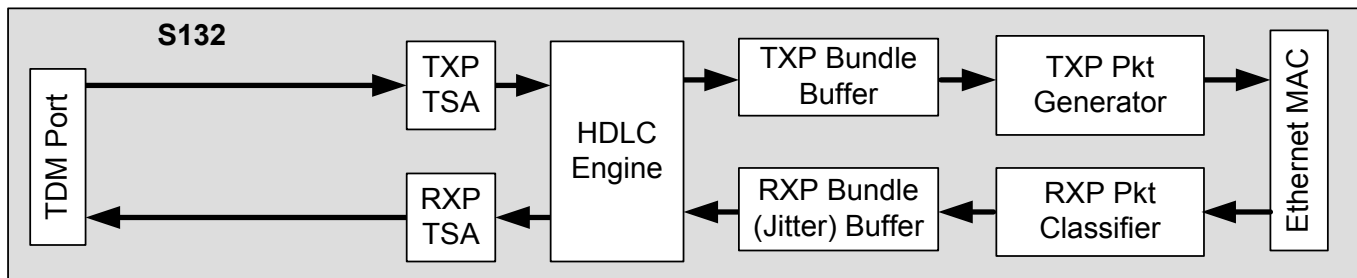 S132
TDM Port
TXP
TSA
HDLC
Engine
TXP Bundle
Buffer
TXP Pkt
Generator
Ethernet MAC
RXP
TSA
RXP Bundle
(Jitter) Buffer
RXP Pkt
Classifier